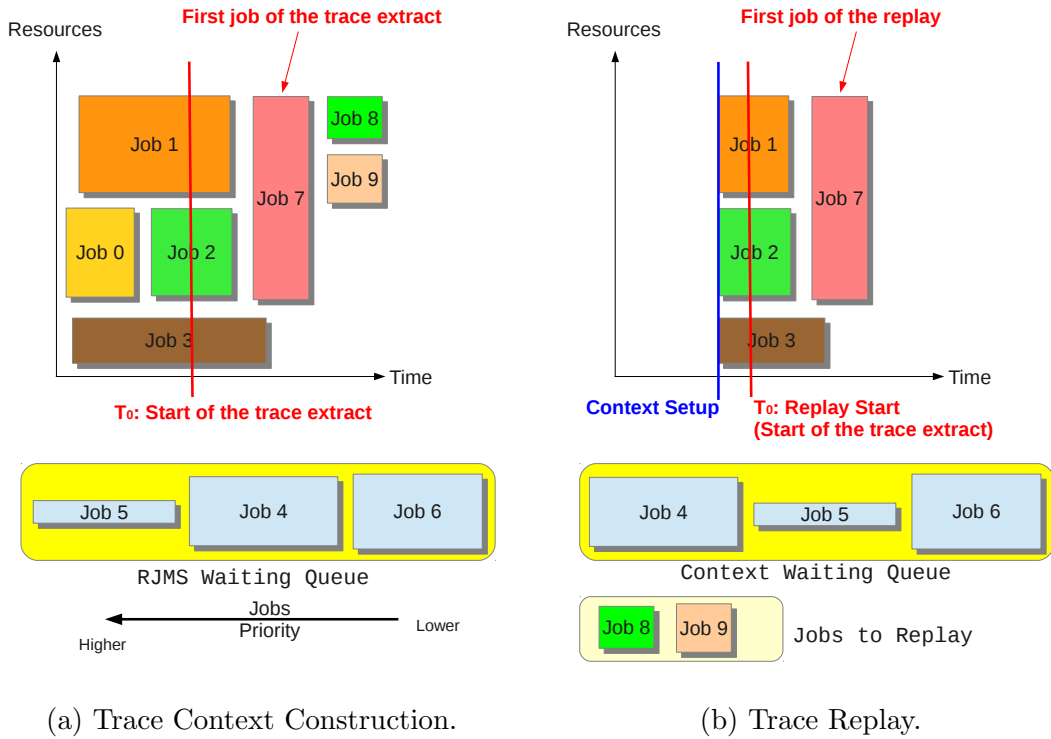 First job of the trace extract
Resources
Job 1
Job 8
Job 9
Job 7
Job 0
Job 2
Job 3
Time
T₀: Start of the trace extract
Job 5
Job 4
Job 6
RJMS Waiting Queue
Jobs
Priority
Higher
Lower
(a) Trace Context Construction.
First job of the replay
Resources
Job 1
Job 7
Job 2
Job 3
Time
Context Setup
T₀: Replay Start
(Start of the trace extract)
Job 4
Job 5
Job 6
Context Waiting Queue
Job 8
Job 9
Jobs to Replay
(b) Trace Replay.